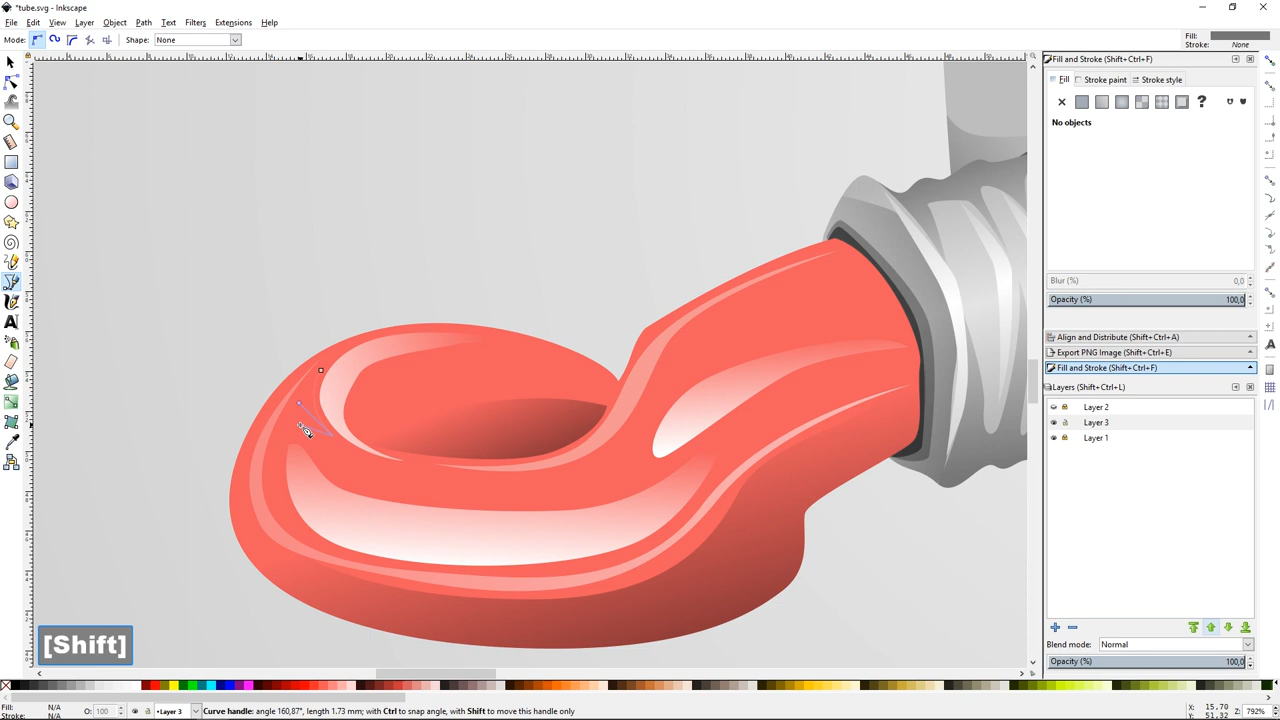 *tube.svg - Inkscape
File Edit View Layer Object Path Text Filters Extensions Help
Mode: Shape: None
Fill:
Stroke: None
Fill and Stroke (Shift+Ctrl+F)
Fill Stroke paint Stroke style
?
No objects
Blur (%) 0,0
Opacity (%) 100,0
Align and Distribute (Shift+Ctrl+A)
Export PNG Image (Shift+Ctrl+E)
Fill and Stroke (Shift+Ctrl+F)
Layers (Shift+Ctrl+L)
Layer 2
Layer 3
Layer 1
Blend mode: Normal
Opacity (%) 100,0
[Shift]
Fill: N/A
Stroke: N/A
O: 100
•Layer 3
Curve handle: angle 160,87°, length 1.73 mm; with Ctrl to snap angle, with Shift to move this handle only
X: 15,70
Y: 51,32
Z: 792%